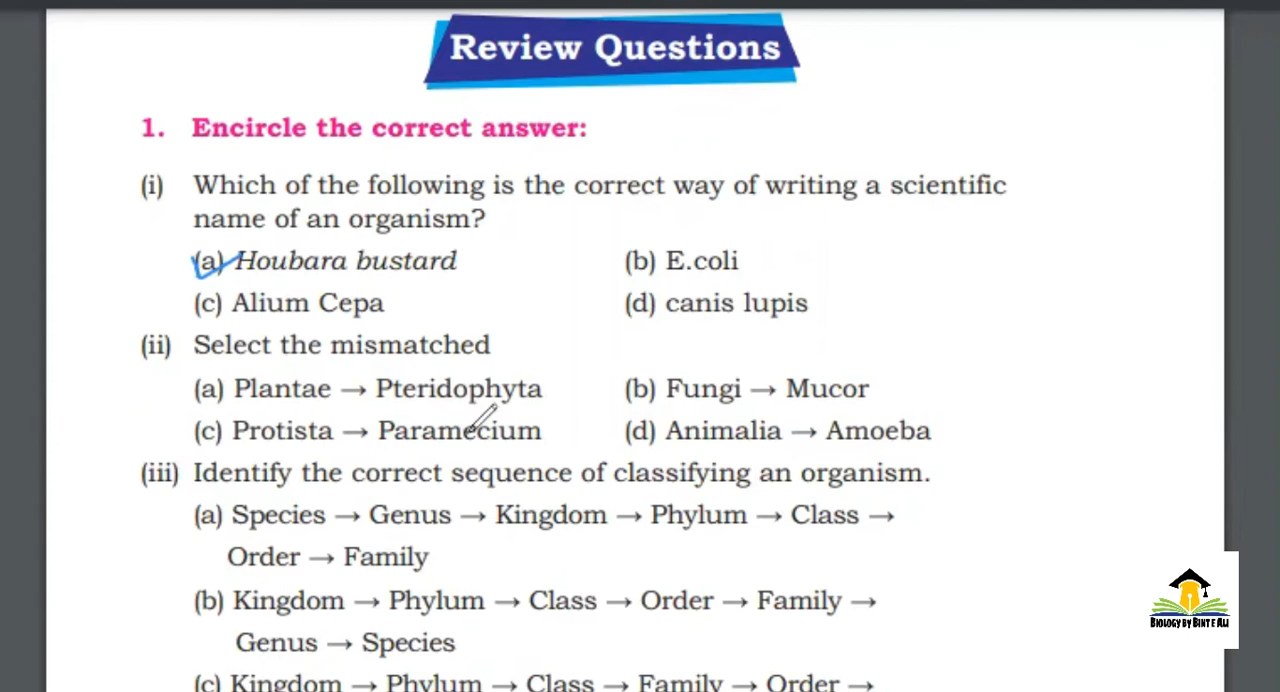 Review Questions
1. Encircle the correct answer:
(i) Which of the following is the correct way of writing a scientific
name of an organism?
(a) Houbara bustard (b) E.coli
(c) Alium Cepa (d) canis lupis
(ii) Select the mismatched
(a) Plantae → Pteridophyta (b) Fungi → Mucor
(c) Protista → Paramecium (d) Animalia → Amoeba
(iii) Identify the correct sequence of classifying an organism.
(a) Species → Genus → Kingdom → Phylum → Class →
Order → Family
(b) Kingdom → Phylum → Class → Order → Family →
Genus → Species
(c) Kingdom → Phylum → Class → Family → Order →
BIOLOGY BY BINT E ALI